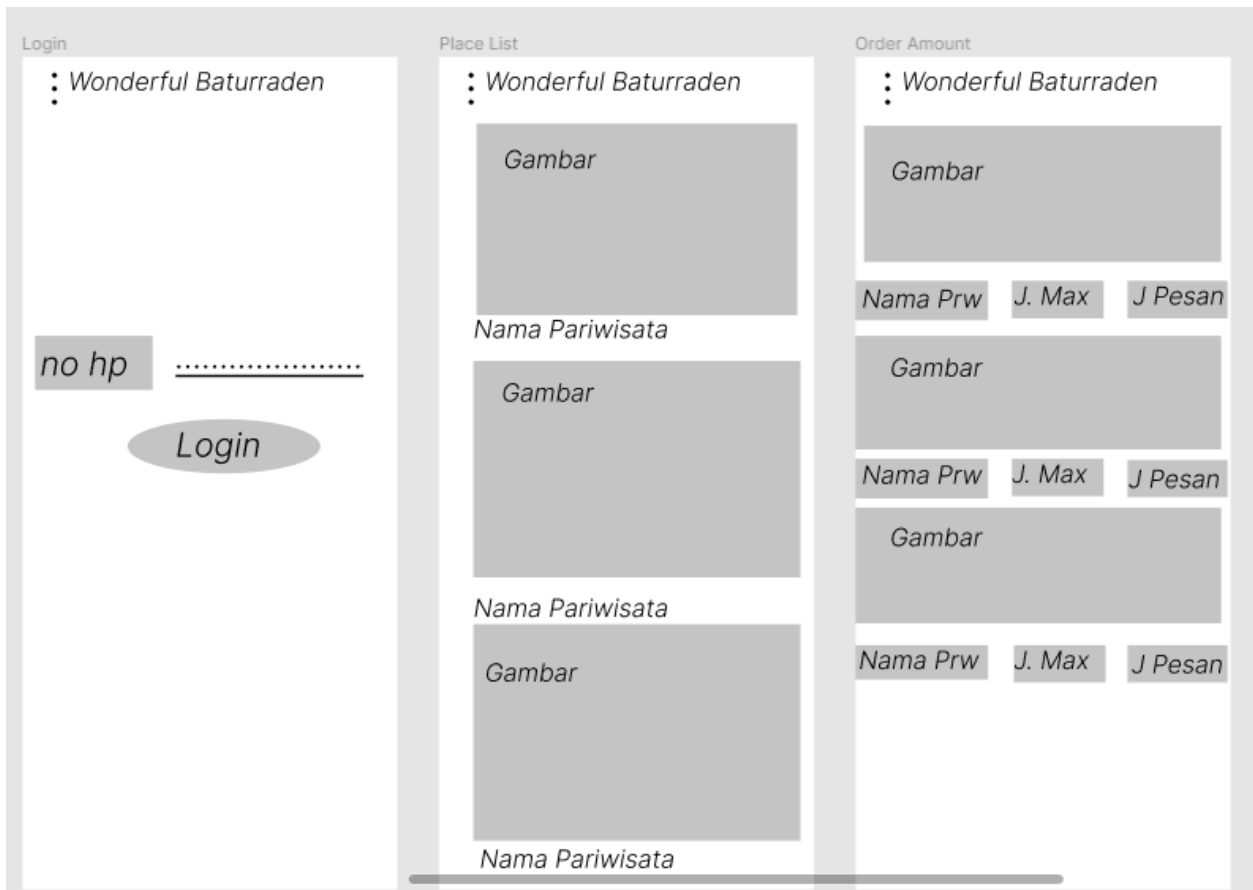 Login
Wonderful Baturraden
no hp
Login
Place List
Wonderful Baturraden
Gambar
Nama Pariwisata
Gambar
Nama Pariwisata
Gambar
Nama Pariwisata
Order Amount
Wonderful Baturraden
Gambar
Nama Prw J. Max J Pesan
Gambar
Nama Prw J. Max J Pesan
Gambar
Nama Prw J. Max J Pesan